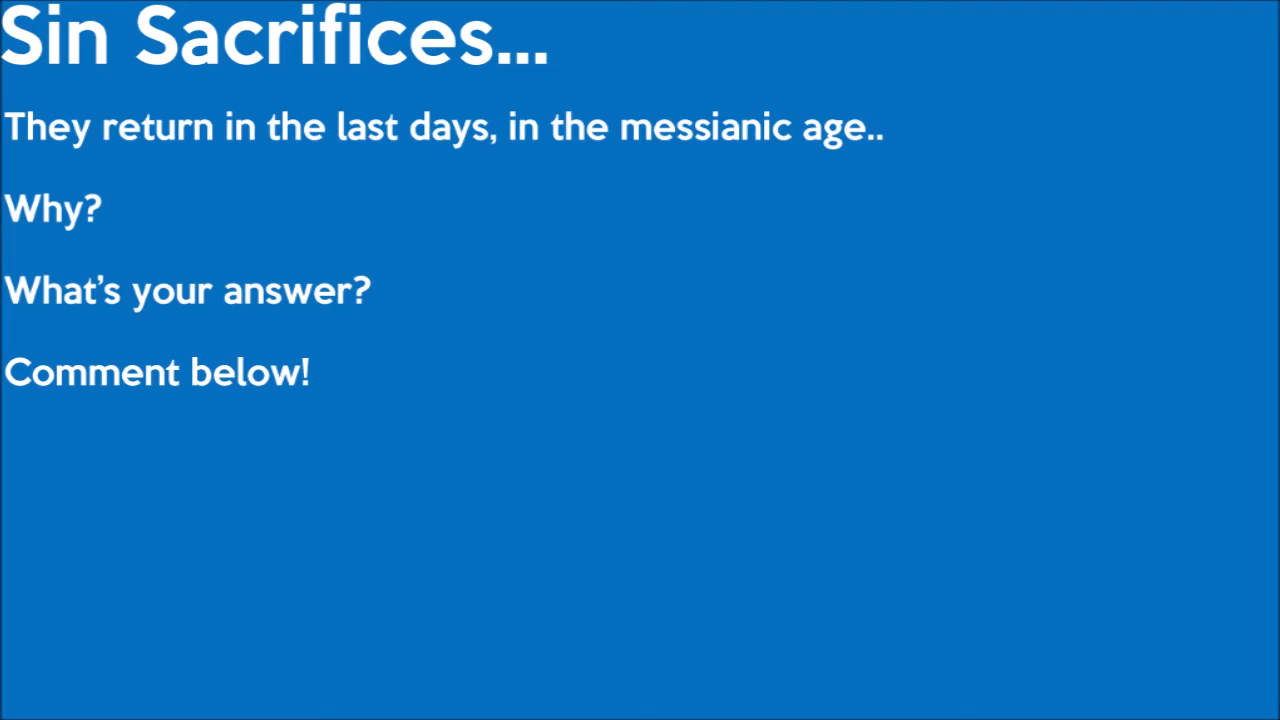 Sin Sacrifices...
They return in the last days, in the messianic age..
Why?
What’s your answer?
Comment below!